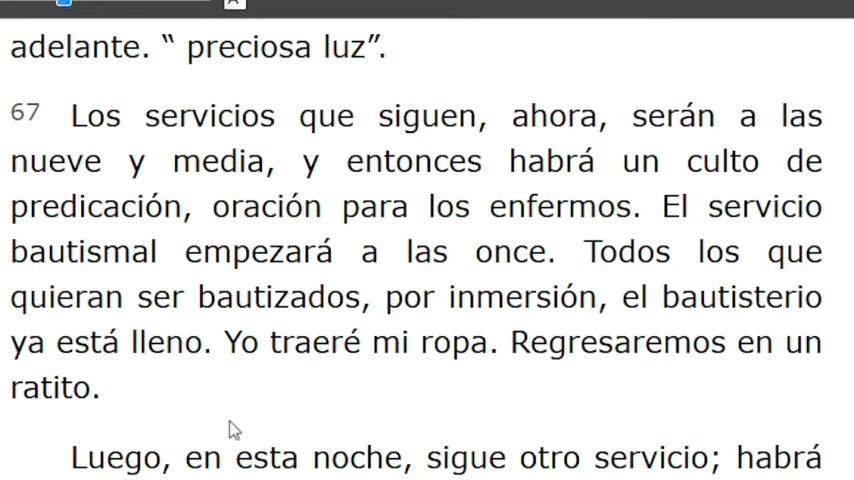 A
adelante. “ preciosa luz”.
67 Los servicios que siguen, ahora, serán a las
nueve y media, y entonces habrá un culto de
predicación, oración para los enfermos. El servicio
bautismal empezará a las once. Todos los que
quieran ser bautizados, por inmersión, el bautisterio
ya está lleno. Yo traeré mi ropa. Regresaremos en un
ratito.
Luego, en esta noche, sigue otro servicio; habrá